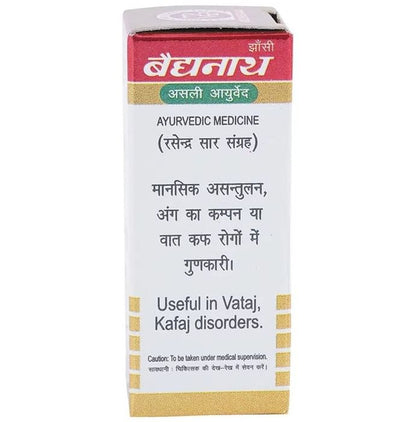 झाँसी
बैद्यनाथ
असली आयुर्वेद
AYURVEDIC MEDICINE
(रसेन्द्र सार संग्रह)
मानसिक असन्तुलन,
अंग का कम्पन या
वात कफ रोगों में
गुणकारी।
Useful in Vataj,
Kafaj disorders.
Caution: To be taken under medical supervision.
सावधानी : चिकित्सक की देख-रेख में सेवन करें।